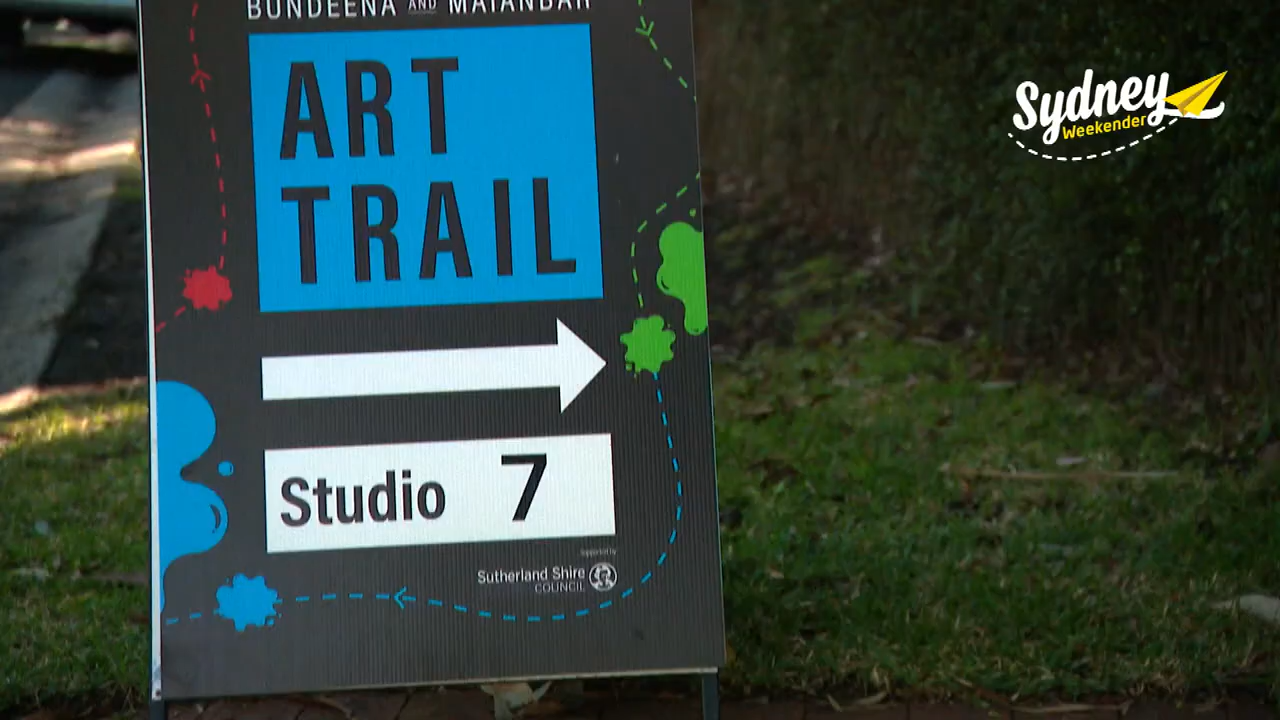 BUNDEENA AND MAIANBAR
ART
TRAIL
Studio 7
Supported by
Sutherland Shire
COUNCIL
Sydney
Weekender